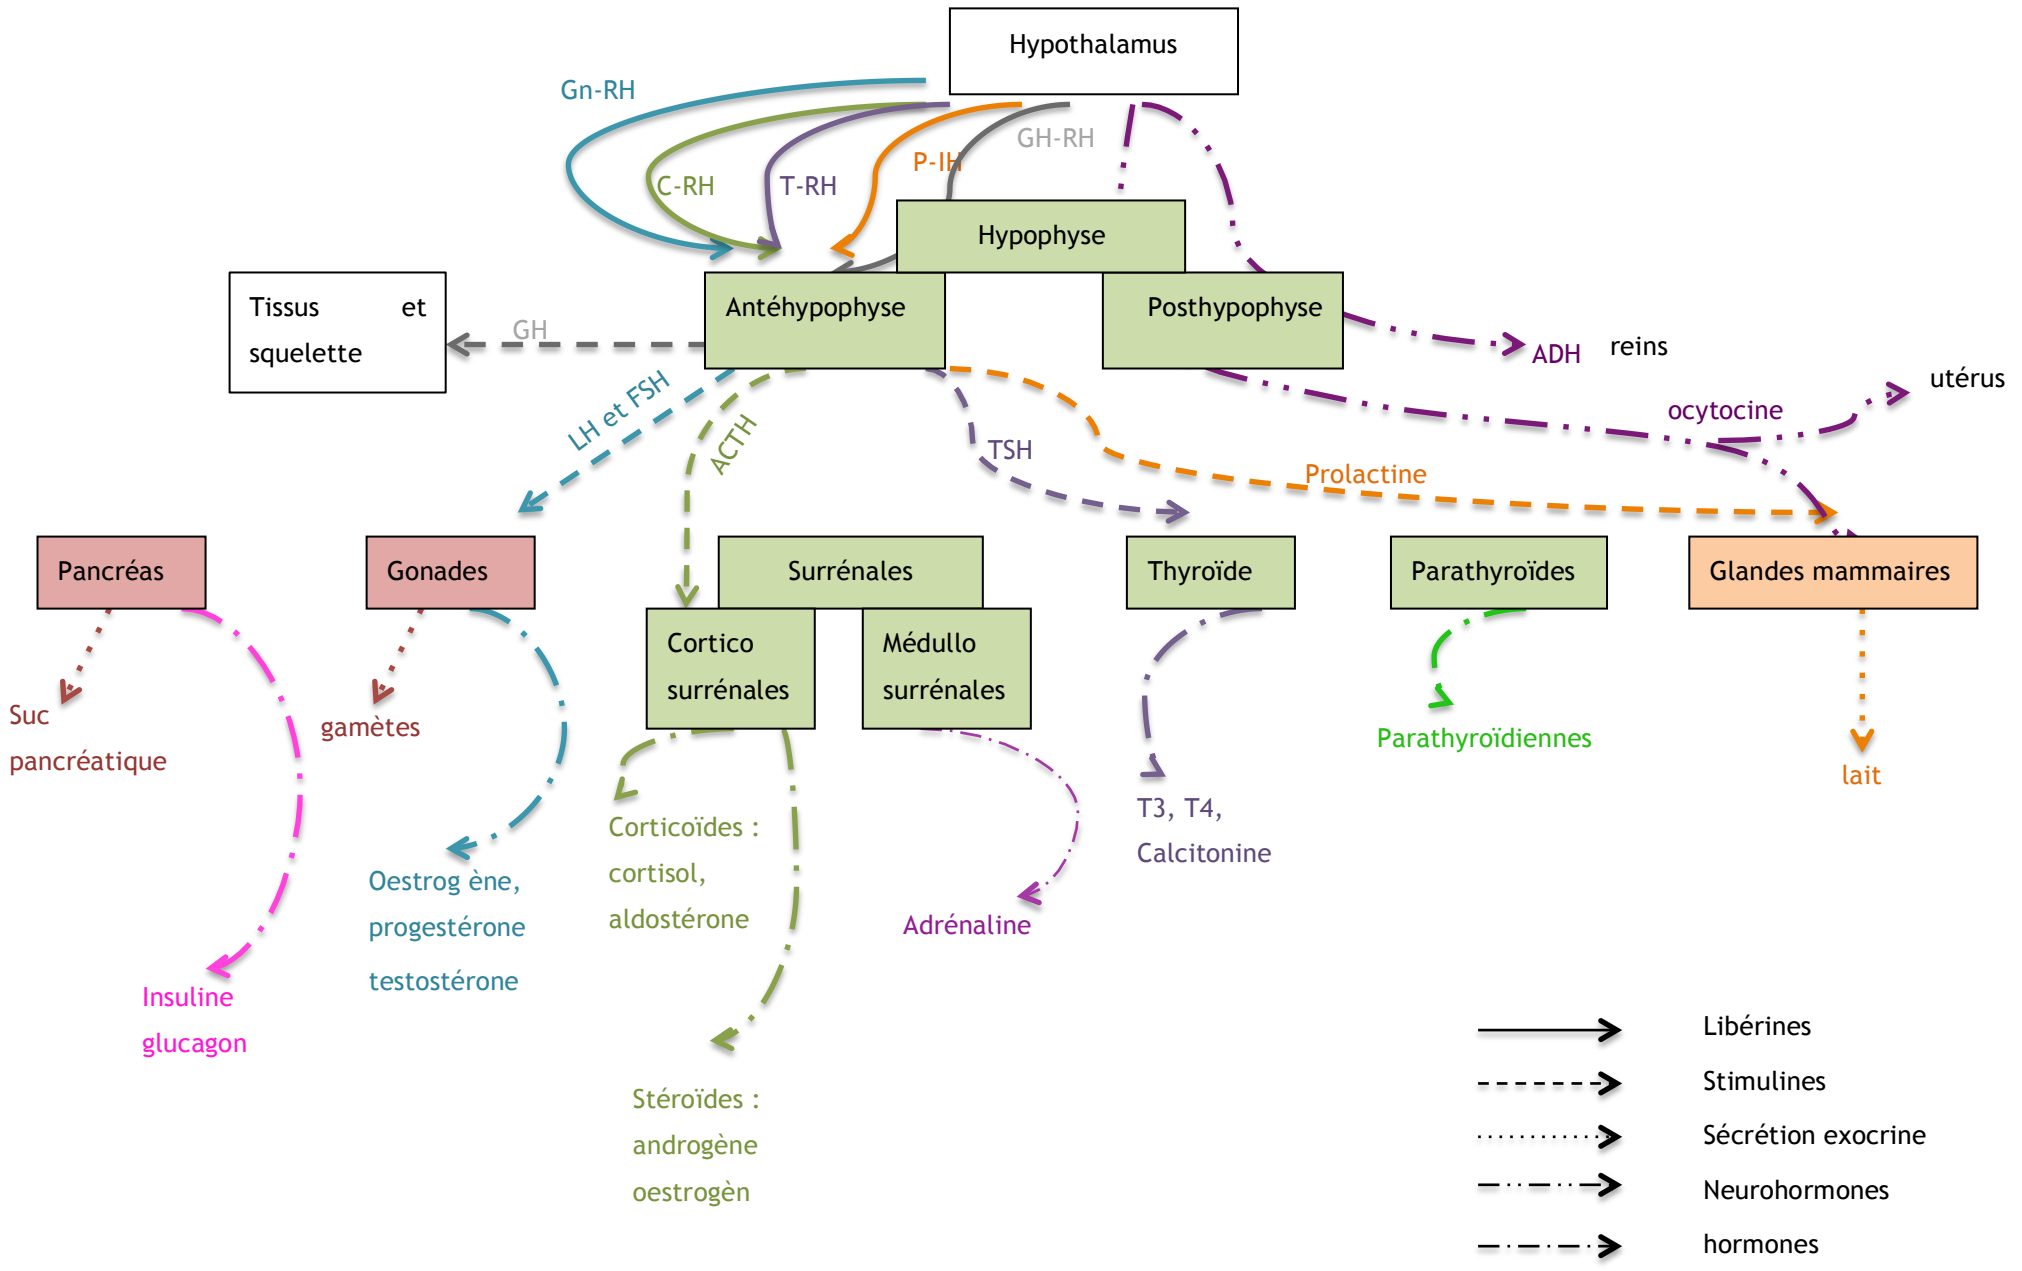 Hypothalamus
Gn-RH
GH-RH
P-IH
C-RH
T-RH
Hypophyse
Tissus et
squelette
GH
Antéhypophyse
Posthypophyse
ADH
reins
utérus
LH et FSH
ACTH
TSH
ocytocine
Prolactine
Pancréas
Gonades
Surrénales
Thyroïde
Parathyroïdes
Glandes mammaires
Cortico
surrénales
Médullo
surrénales
Suc
pancréatique
gamètes
Parathyroïdiennes
lait
T3, T4,
Calcitonine
Corticoïdes :
cortisol,
aldostérone
Oestrog ène,
progestérone
testostérone
Adrénaline
Insuline
glucagon
Stéroïdes :
androgène
oestrogèn
Libérines
Stimulines
Sécrétion exocrine
Neurohormones
hormones